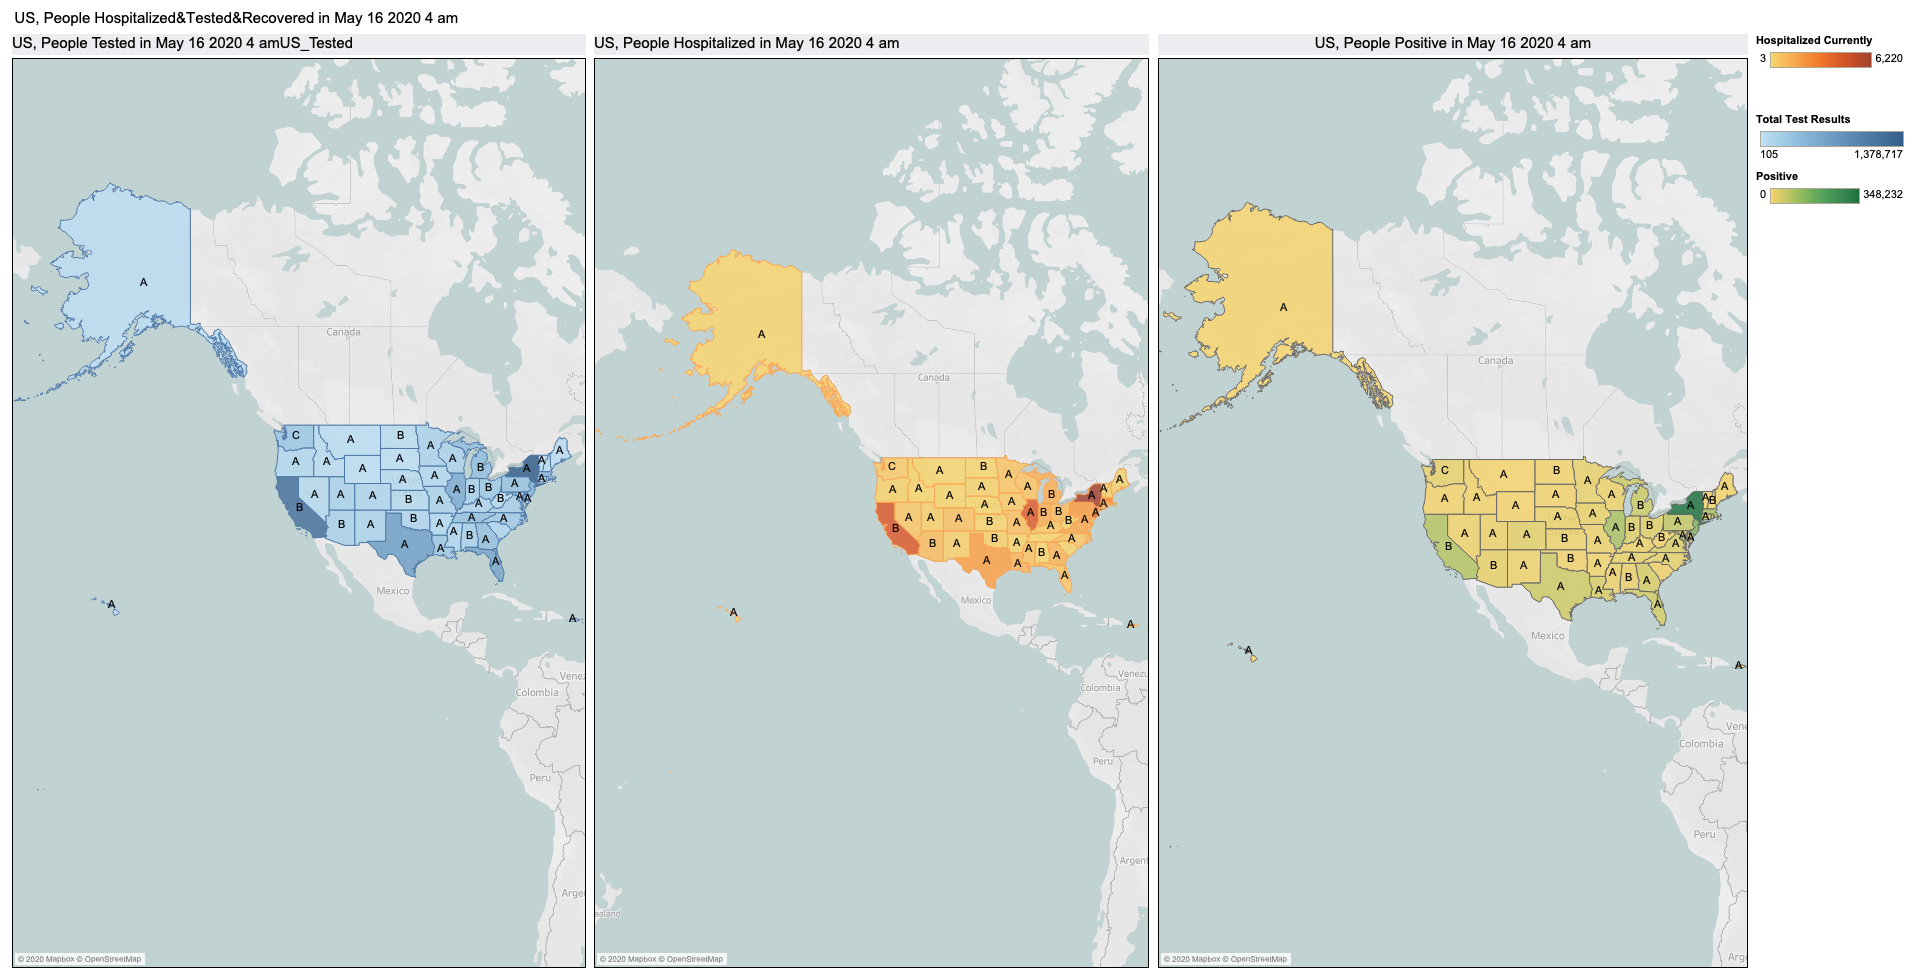 US, People Hospitalized&Tested&Recovered in May 16 2020 4 am
US, People Tested in May 16 2020 4 amUS_Tested
A
Canada
C
A
B
A
A
A
A
A
A
A
B
A
A
A
A
A
A
A
A
B
B
B
A
B
A
A
B
A
A
B
B
A
A
B
A
A
A
A
A
A
B
A
A
A
A
A
Mexico
Venez
Colombia
Peru
Arge
© 2020 Mapbox © OpenStreetMap
US, People Hospitalized in May 16 2020 4 am
A
Canada
C
A
B
A
A
A
A
A
A
A
A
A
B
A
A
A
A
B
A
A
A
A
B
A
A
B
B
B
A
A
A
B
A
B
A
A
A
A
B
A
A
A
A
A
A
Mexico
Venezu
Colombia
Peru
Argent
ealand
© 2020 Mapbox © OpenStreetMap
US, People Positive in May 16 2020 4 am
A
Canada
C
A
B
A
A
A
A
A
A
A
B
A
A
A
B
A
A
B
A
A
A
A
B
A
A
B
B
A
A
B
A
A
A
A
B
A
A
B
A
A
A
B
A
A
A
A
A
Mexico
Vene
Colombia
Peru
Arg
© 2020 Mapbox © OpenStreetMap
Hospitalized Currently
3 6,220
Total Test Results
105 1,378,717
Positive
0 348,232